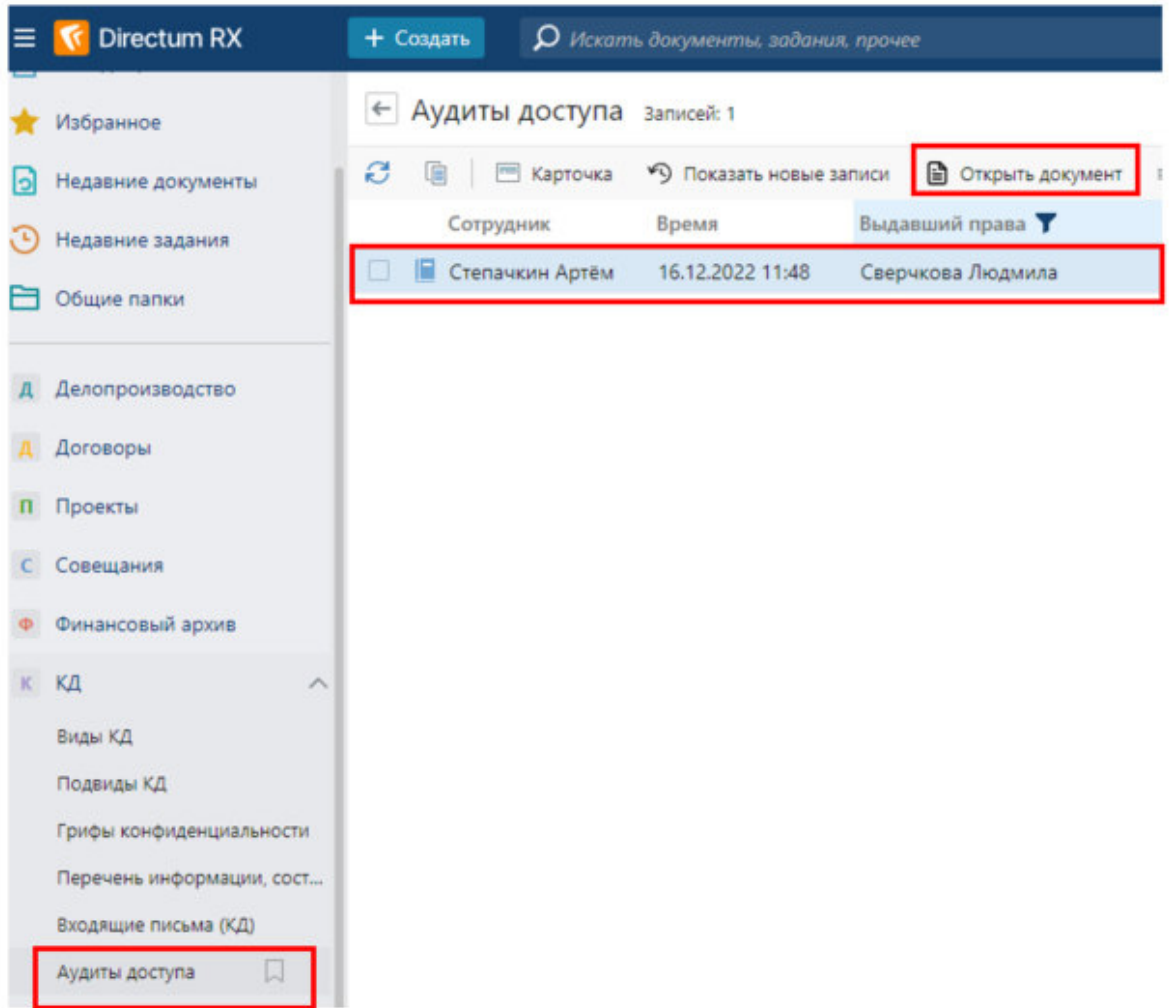 Directum RX
+ Создать
Искать документы, задания, прочее
Избранное
Недавние документы
Недавние задания
Общие папки
Д Делопроизводство
Д Договоры
П Проекты
С Совещания
Ф Финансовый архив
К КД
Виды КД
Подвиды КД
Грифы конфиденциальности
Перечень информации, сост...
Входящие письма (КД)
Аудиты доступа
Аудиты доступа Записей: 1
Карточка Показать новые записи Открыть документ
Сотрудник Время Выдавший права
Степачкин Артём 16.12.2022 11:48 Сверчкова Людмила